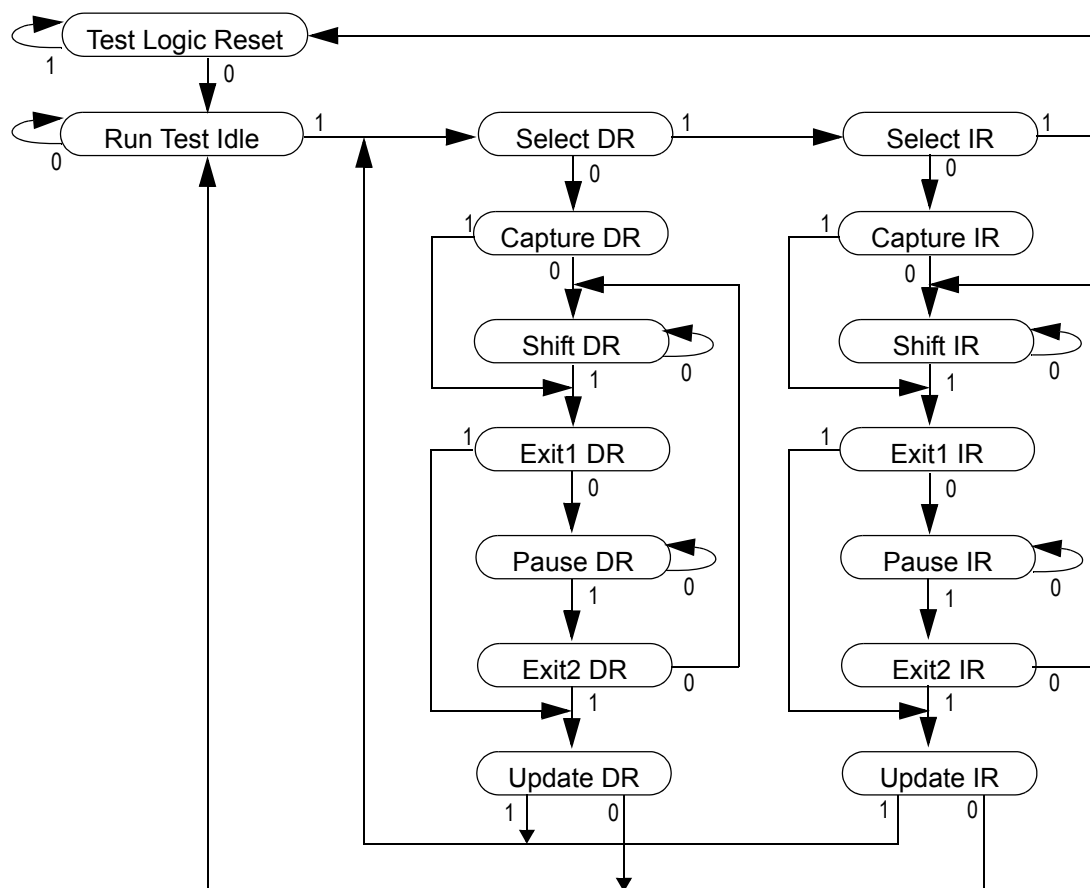 Test Logic Reset
1
0
Run Test Idle
0
1
Select DR
1
0
Select IR
1
0
1
Capture DR
0
1
Capture IR
0
Shift DR
0
1
Shift IR
0
1
1
Exit1 DR
0
1
Exit1 IR
0
Pause DR
0
1
Pause IR
0
1
Exit2 DR
0
1
Exit2 IR
0
1
Update DR
1
0
Update IR
1
0